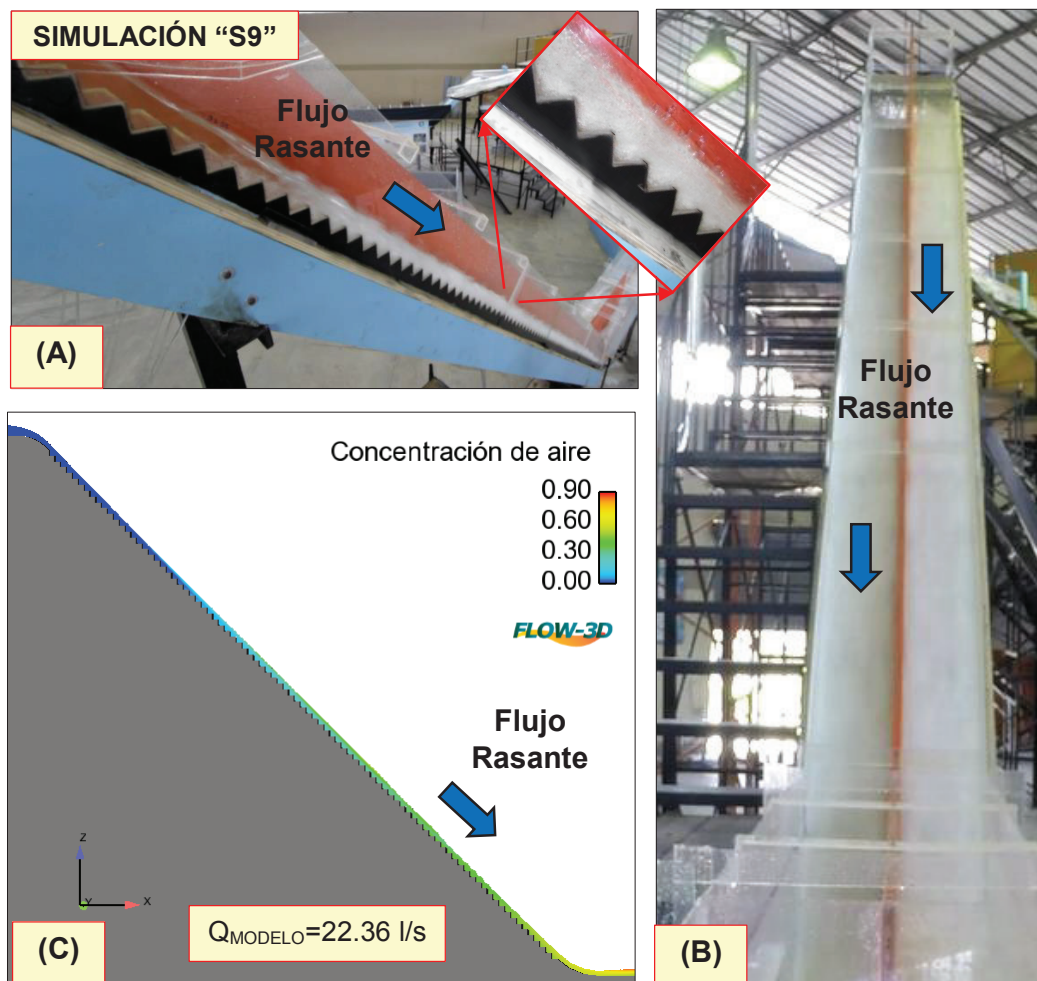 SIMULACIÓN “S9”
Flujo
Rasante
(A)
Flujo
Rasante
(B)
Concentración de aire
0.90
0.60
0.30
0.00
FLOW-3D
Flujo
Rasante
z
Y
x
QMODELO=22.36 l/s
(C)